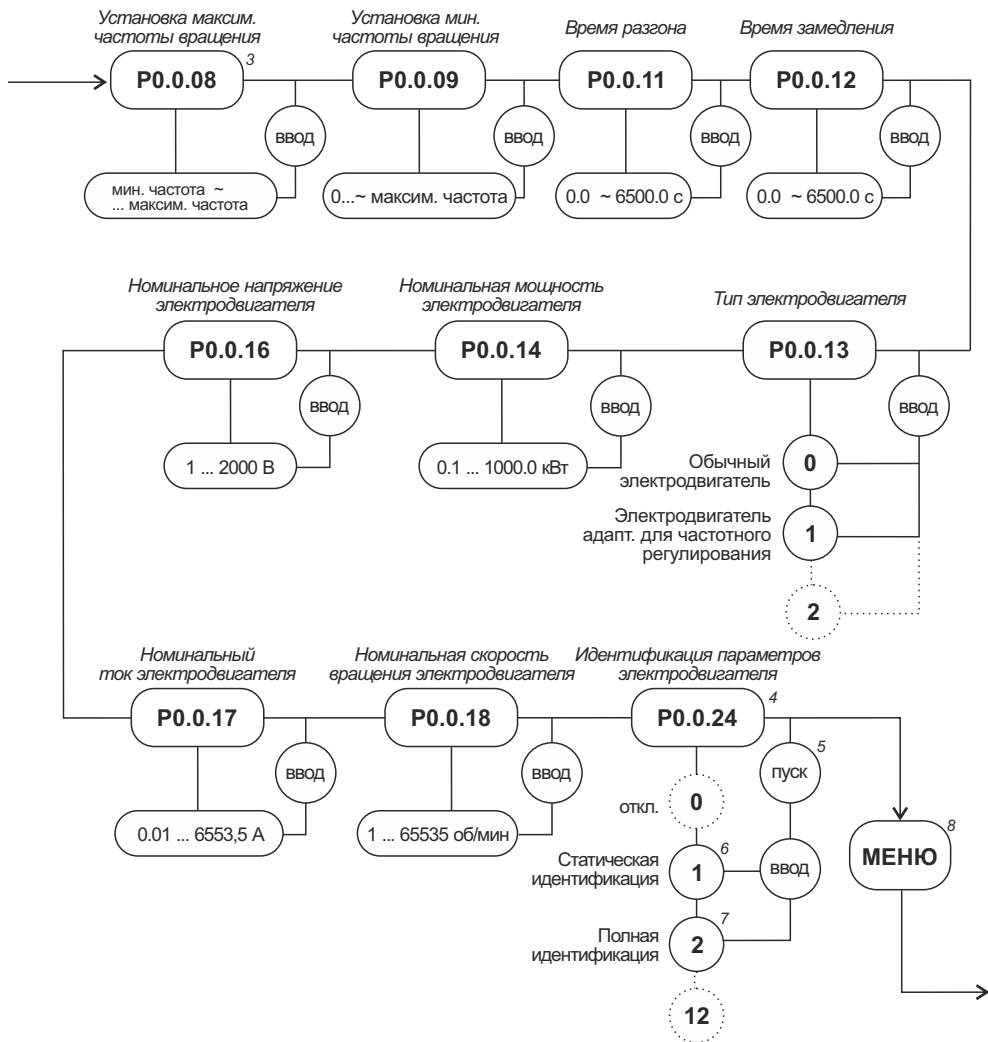 Установка максим.
частоты вращения
3
P0.0.08
ВВОД
мин. частота ~
... максим. частота
Установка мин.
частоты вращения
P0.0.09
ВВОД
0...~ максим. частота
Время разгона
P0.0.11
ВВОД
0.0 ~ 6500.0 с
Время замедления
P0.0.12
ВВОД
0.0 ~ 6500.0 с
Тип электродвигателя
P0.0.13
ВВОД
Обычный
электродвигатель
0
Электродвигатель
адапт. для частотного
регулирования
1
2
Номинальная мощность
электродвигателя
P0.0.14
ВВОД
0.1 ... 1000.0 кВт
Номинальное напряжение
электродвигателя
P0.0.16
ВВОД
1 ... 2000 В
Номинальный
ток электродвигателя
P0.0.17
ВВОД
0.01 ... 6553,5 А
Номинальная скорость
вращения электродвигателя
P0.0.18
ВВОД
1 ... 65535 об/мин
Идентификация параметров
электродвигателя
4
P0.0.24
5
ПУСК
откл.
0
Статическая
идентификация
6
1
ВВОД
Полная
идентификация
7
2
12
8
МЕНЮ